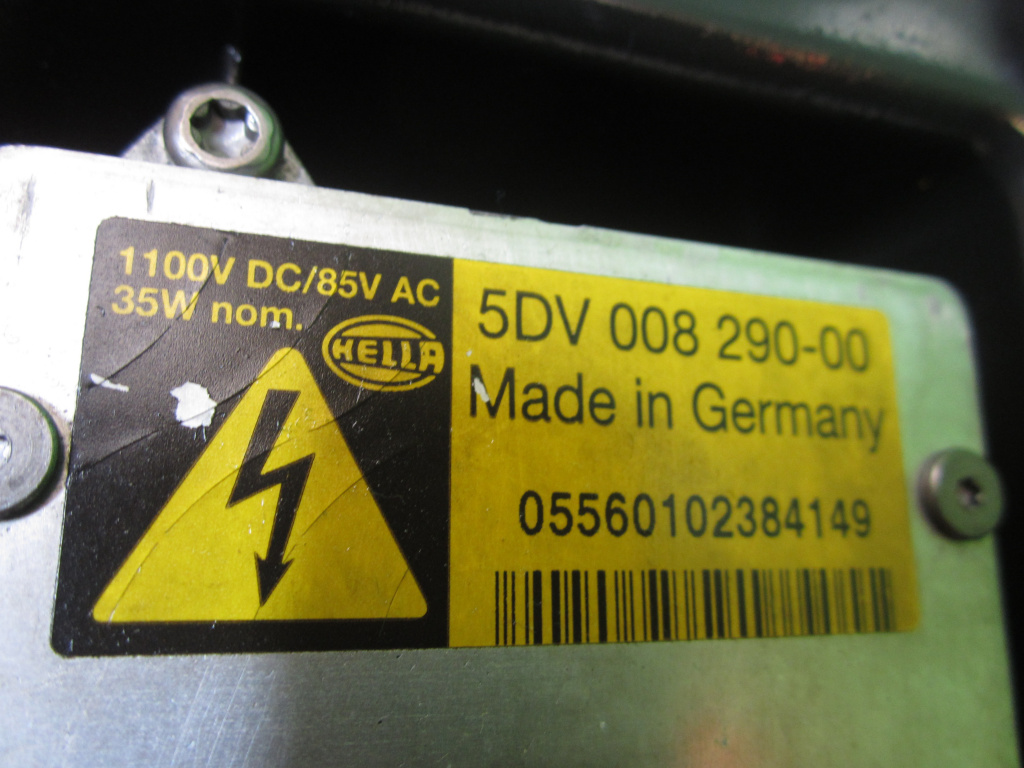 1100V DC/85V AC
35W nom.
HELLA
5DV 008 290-00
Made in Germany
05560102384149